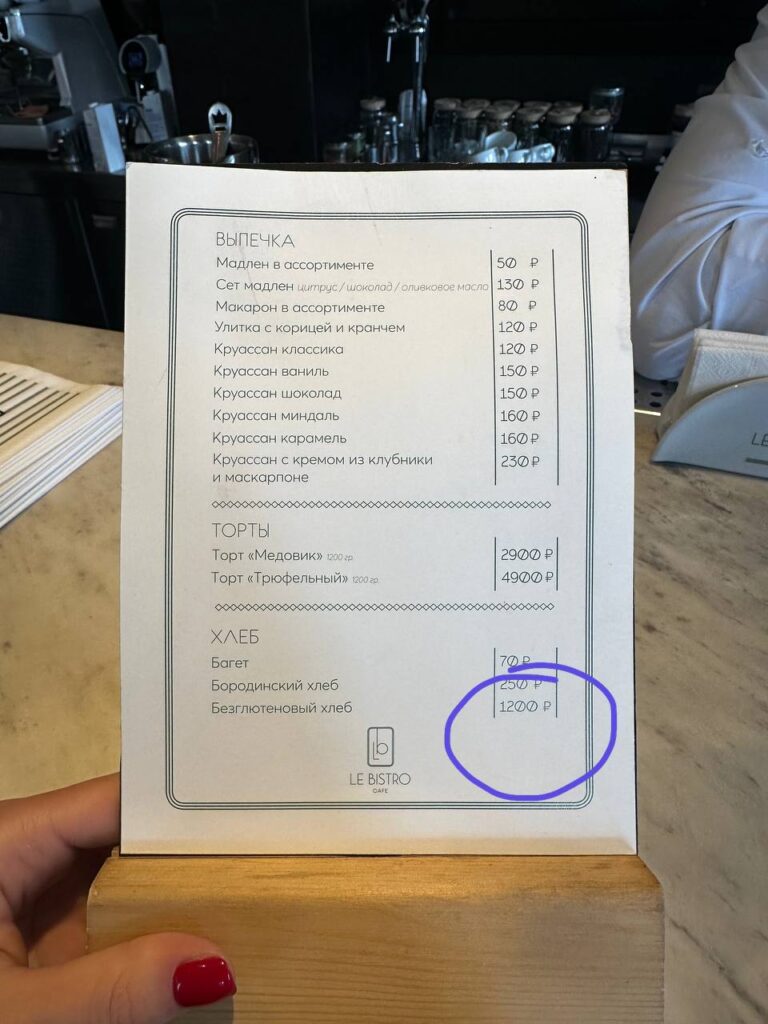 ВЫПЕЧКА
Мадлен в ассортименте 50 ₽
Сет мадлен цитрус / шоколад / оливковое масло 130 ₽
Макарон в ассортименте 80 ₽
Улитка с корицей и кранчем 120 ₽
Круассан классика 120 ₽
Круассан ваниль 150 ₽
Круассан шоколад 150 ₽
Круассан миндаль 160 ₽
Круассан карамель 160 ₽
Круассан с кремом из клубники 230 ₽
и маскарпоне
ТОРТЫ
Торт «Медовик» 1200 гр. 2900 ₽
Торт «Трюфельный» 1200 гр. 4900 ₽
ХЛЕБ
Багет 70 ₽
Бородинский хлеб 250 ₽
Безглютеновый хлеб 1200 ₽
Lb
LE BISTRO
CAFE
LE